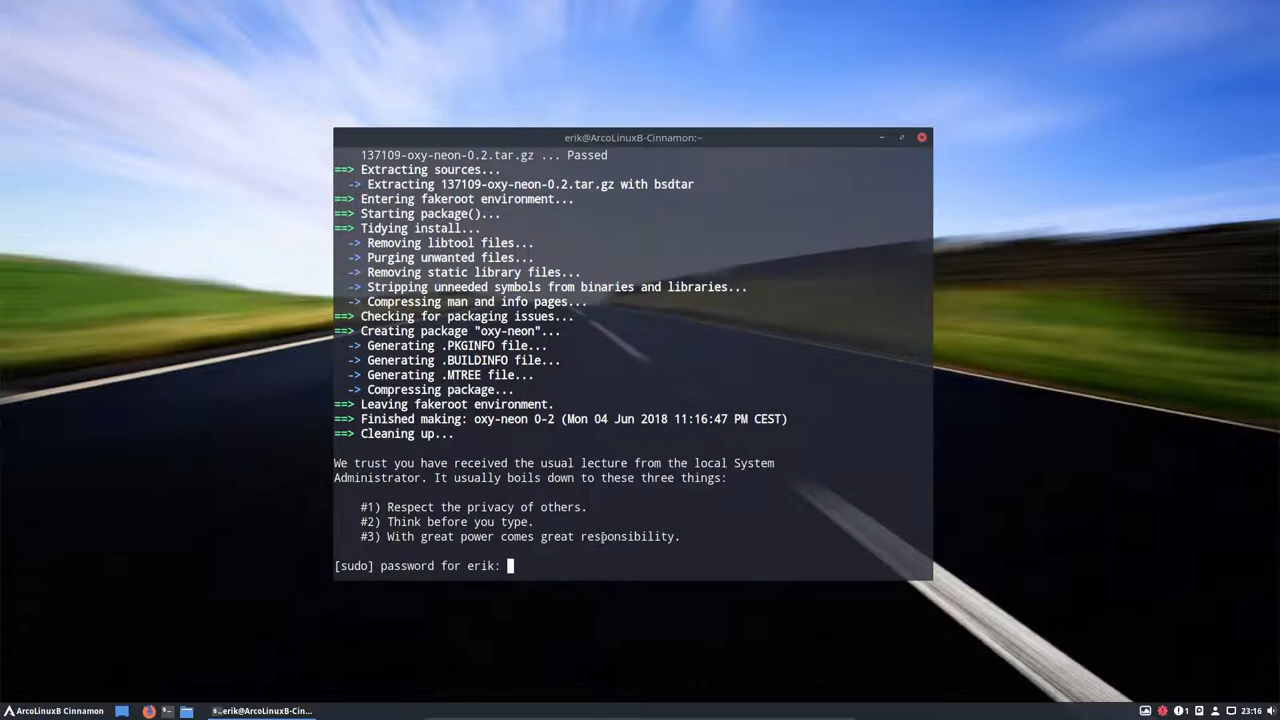 erik@ArcoLinuxB-Cinnamon:~
137109-oxy-neon-0.2.tar.gz ... Passed
==> Extracting sources...
-> Extracting 137109-oxy-neon-0.2.tar.gz with bsdtar
==> Entering fakeroot environment...
==> Starting package()...
==> Tidying install...
-> Removing libtool files...
-> Purging unwanted files...
-> Removing static library files...
-> Stripping unneeded symbols from binaries and libraries...
-> Compressing man and info pages...
==> Checking for packaging issues...
==> Creating package "oxy-neon"...
-> Generating .PKGINFO file...
-> Generating .BUILDINFO file...
-> Generating .MTREE file...
-> Compressing package...
==> Leaving fakeroot environment.
==> Finished making: oxy-neon 0-2 (Mon 04 Jun 2018 11:16:47 PM CEST)
==> Cleaning up...
We trust you have received the usual lecture from the local System
Administrator. It usually boils down to these three things:
#1) Respect the privacy of others.
#2) Think before you type.
#3) With great power comes great responsibility.
[sudo] password for erik:
ArcoLinuxB Cinnamon
erik@ArcoLinuxB-Cin...
1
23:16